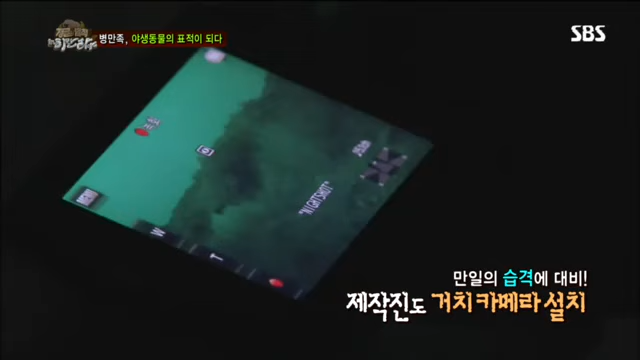 병만족, 야생동물의 표적이 되다
SBS
"NIGHTSHOT"
W
T
만일의 습격에 대비!
제작진도 거치 카메라 설치